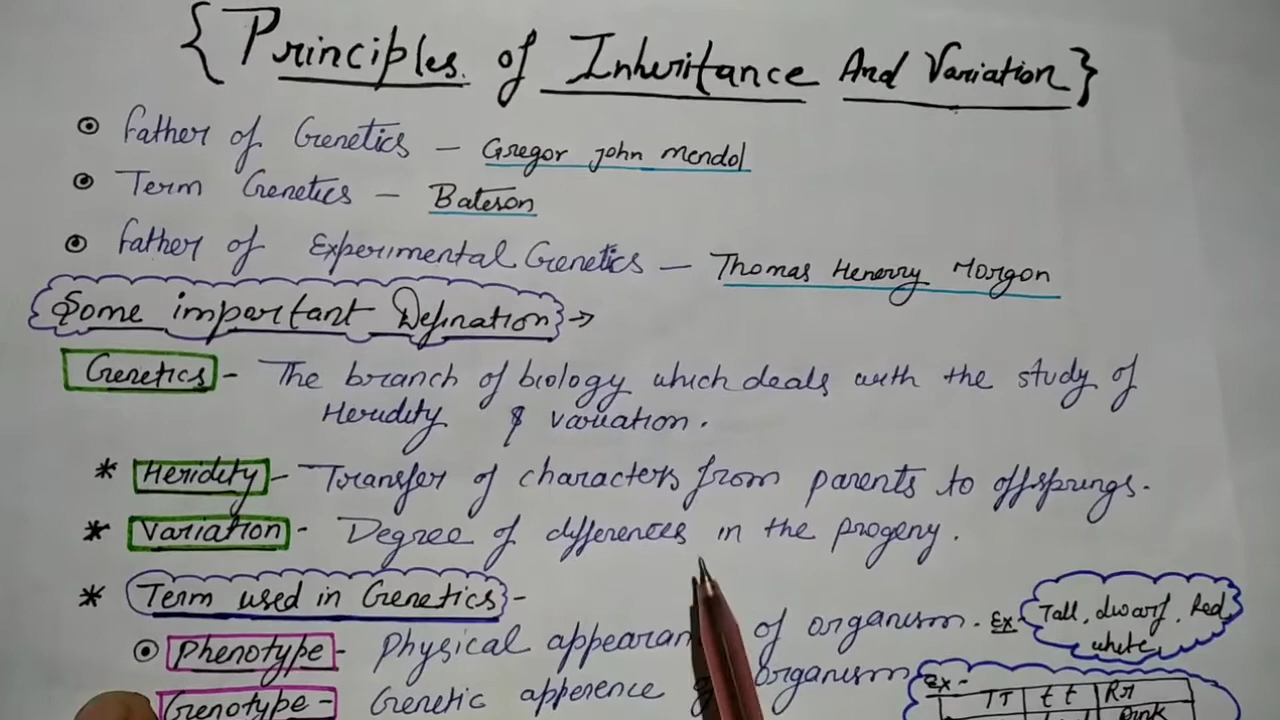 { Principles of Inheritance And Variation }
Father of Genetics – Gregor john Mendol
Term Genetics – Bateson
Father of Experimental Genetics – Thomas Henerry Morgon
Some important Defination →
Genetics - The branch of biology which deals with the study of
Heridity & variation.
* Heridity - Transfer of characters from parents to offsprings.
* Variation - Degree of differences in the progeny.
* Term used in Genetics -
Phenotype - Physical appearan of organism. Ex- Tall, dwarf, Red,
white,
Genotype - Genetic apperence organism Ex-
TT | tt | Rr
Pink